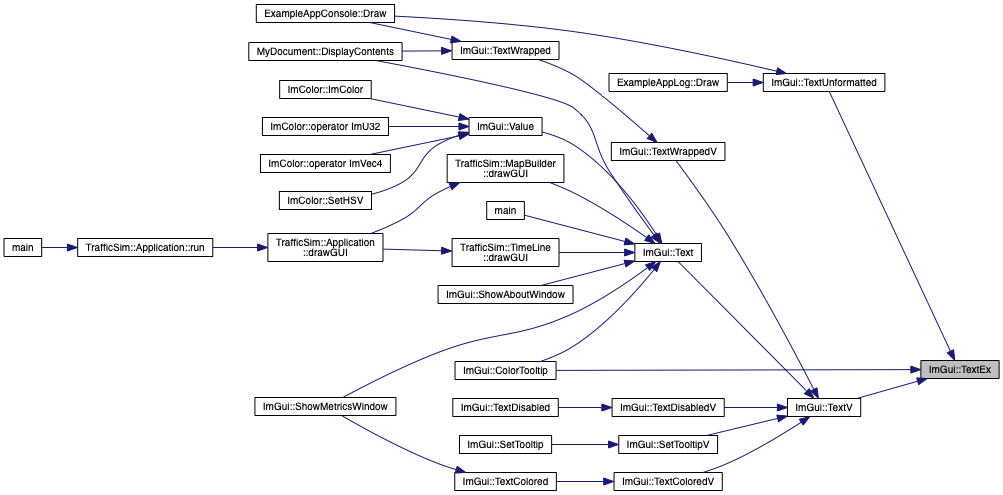 ExampleAppConsole::Draw
MyDocument::DisplayContents
ImGui::TextWrapped
ImGui::TextUnformatted
ExampleAppLog::Draw
ImColor::ImColor
ImColor::operator ImU32
ImGui::Value
ImGui::TextWrappedV
ImColor::operator ImVec4
TrafficSim::MapBuilder
::drawGUI
ImColor::SetHSV
main
main
TrafficSim::Application::run
TrafficSim::Application
::drawGUI
TrafficSim::TimeLine
::drawGUI
ImGui::Text
ImGui::ShowAboutWindow
ImGui::ColorTooltip
ImGui::TextEx
ImGui::ShowMetricsWindow
ImGui::TextDisabled
ImGui::TextDisabledV
ImGui::TextV
ImGui::SetTooltip
ImGui::SetTooltipV
ImGui::TextColored
ImGui::TextColoredV